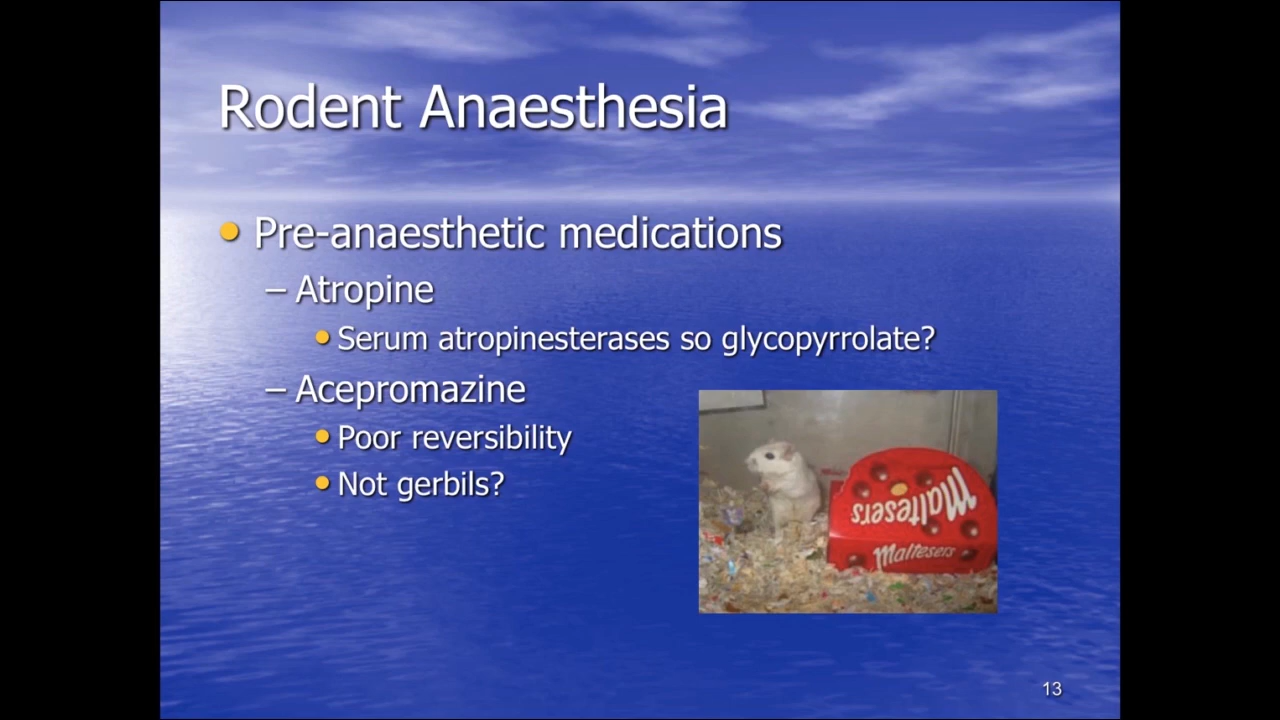 Rodent Anaesthesia
• Pre-anaesthetic medications
– Atropine
• Serum atropinesterases so glycopyrrolate?
– Acepromazine
• Poor reversibility
• Not gerbils?
Maltesers
Maltesers
13